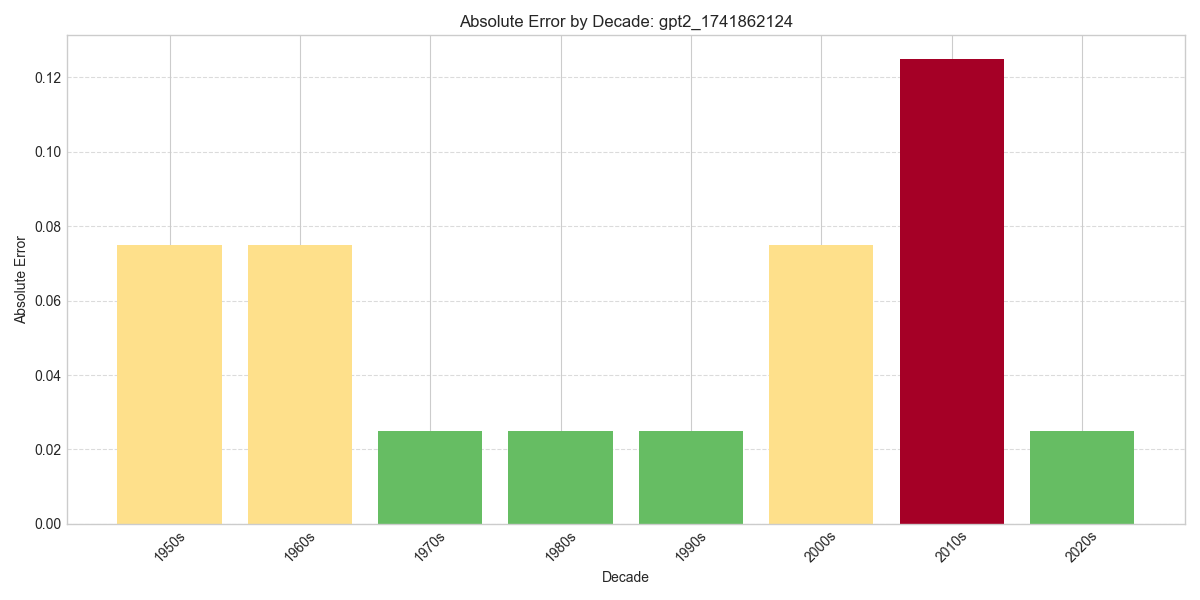 Absolute Error by Decade: gpt2_1741862124
Absolute Error
0.12
0.10
0.08
0.06
0.04
0.02
0.00
1950s 1960s 1970s 1980s 1990s 2000s 2010s 2020s
Decade